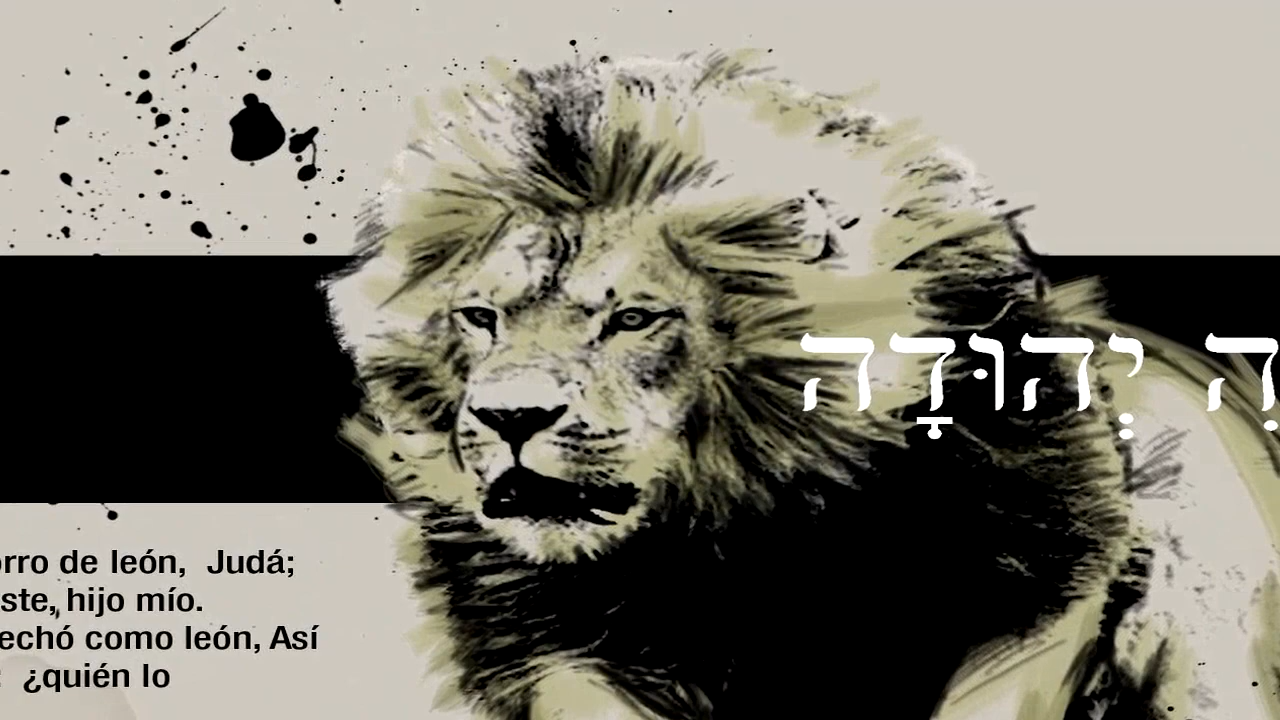 יְהוּדָה
orro de león, Judá;
ste, hijo mío.
echó como león, Así
: ¿quién lo